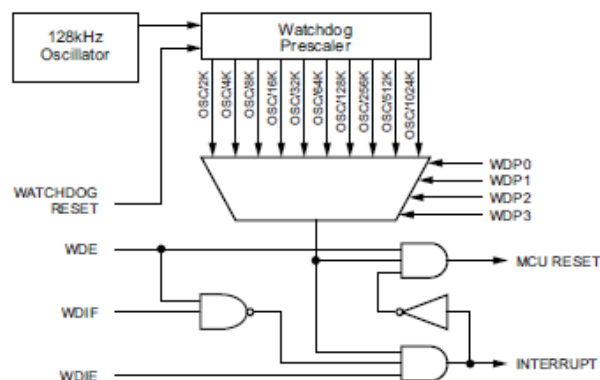 128kHz
Oscillator
Watchdog
Prescaler
OSC/2K
OSC/4K
OSC/8K
OSC/16K
OSC/32K
OSC/64K
OSC/128K
OSC/256K
OSC/512K
OSC/1024K
WDP0
WDP1
WDP2
WDP3
WATCHDOG
RESET
WDE
MCU RESET
WDIF
INTERRUPT
WDIE